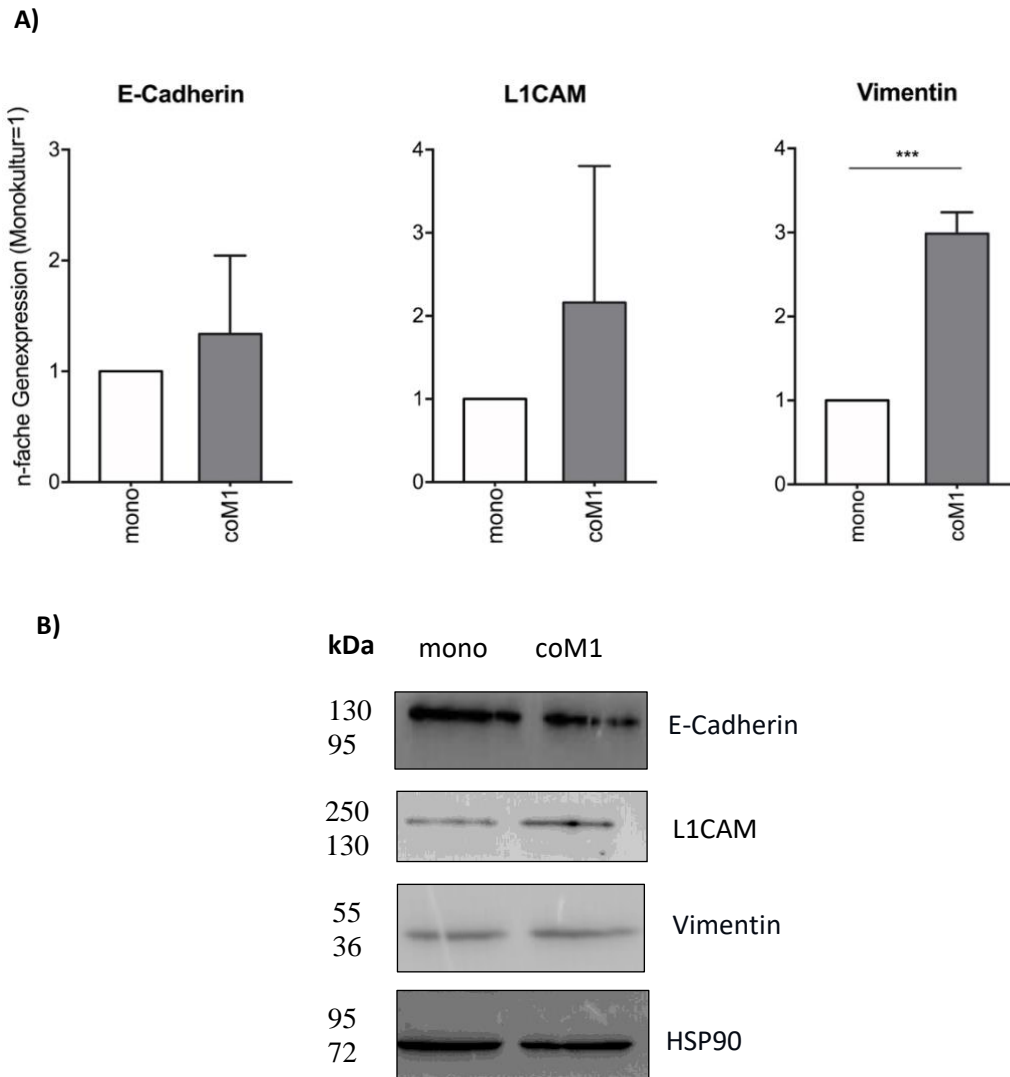 A)
E-Cadherin
n-fache Genexpression (Monokultur=1)
3
2
1
0
mono
coM1
L1CAM
4
3
2
1
0
mono
coM1
Vimentin
***
4
3
2
1
0
mono
coM1
B)
kDa mono coM1
130
95
E-Cadherin
250
130
L1CAM
55
36
Vimentin
95
72
HSP90